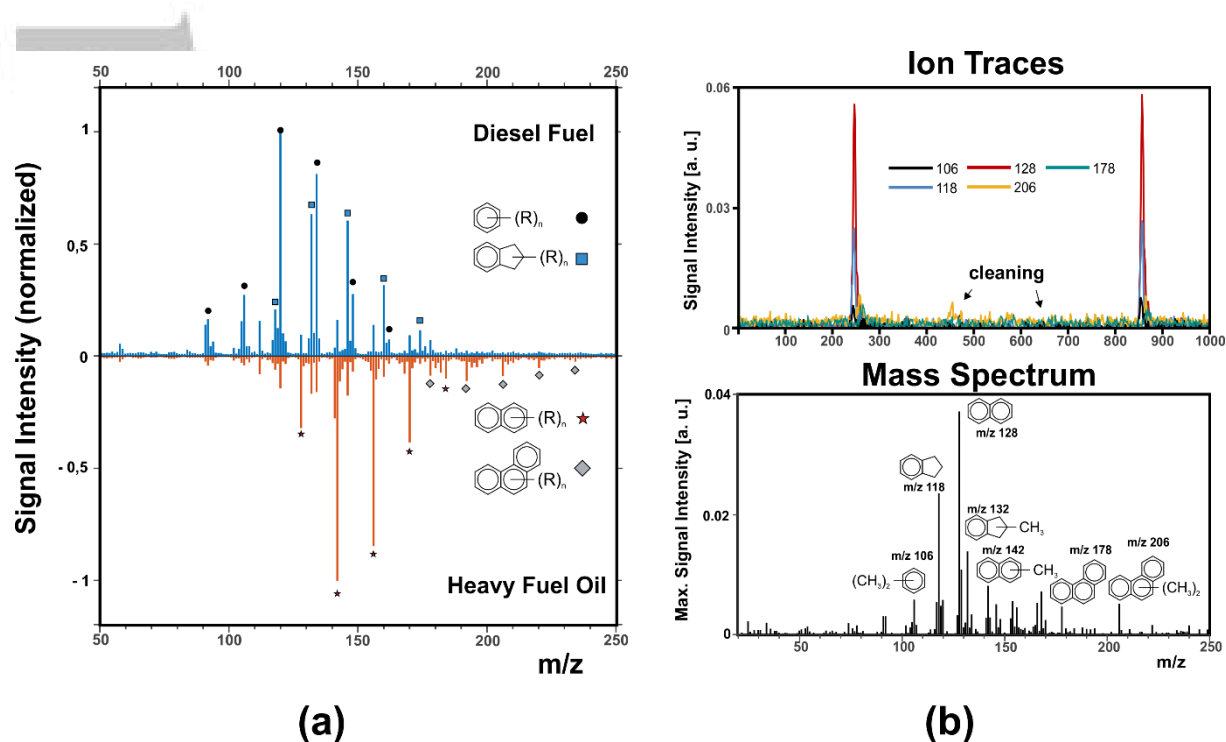 50 100 150 200 250
Signal Intensity (normalized)
1
0,5
0
- 0,5
- 1
Diesel Fuel
(R)n
(R)n
(R)n
(R)n
Heavy Fuel Oil
50 100 150 200 250
m/z
(a)
Ion Traces
Signal Intensity [a. u.]
0.06
0.03
0
106 128 178
118 206
cleaning
100 200 300 400 500 600 700 800 900 1000
Mass Spectrum
Max. Signal Intensity [a. u.]
0.04
0.02
0
m/z 128
m/z 118
m/z 132
CH3
m/z 106
(CH3)2
m/z 142
CH3
m/z 178
m/z 206
(CH3)2
50 100 150 200 250
m/z
(b)